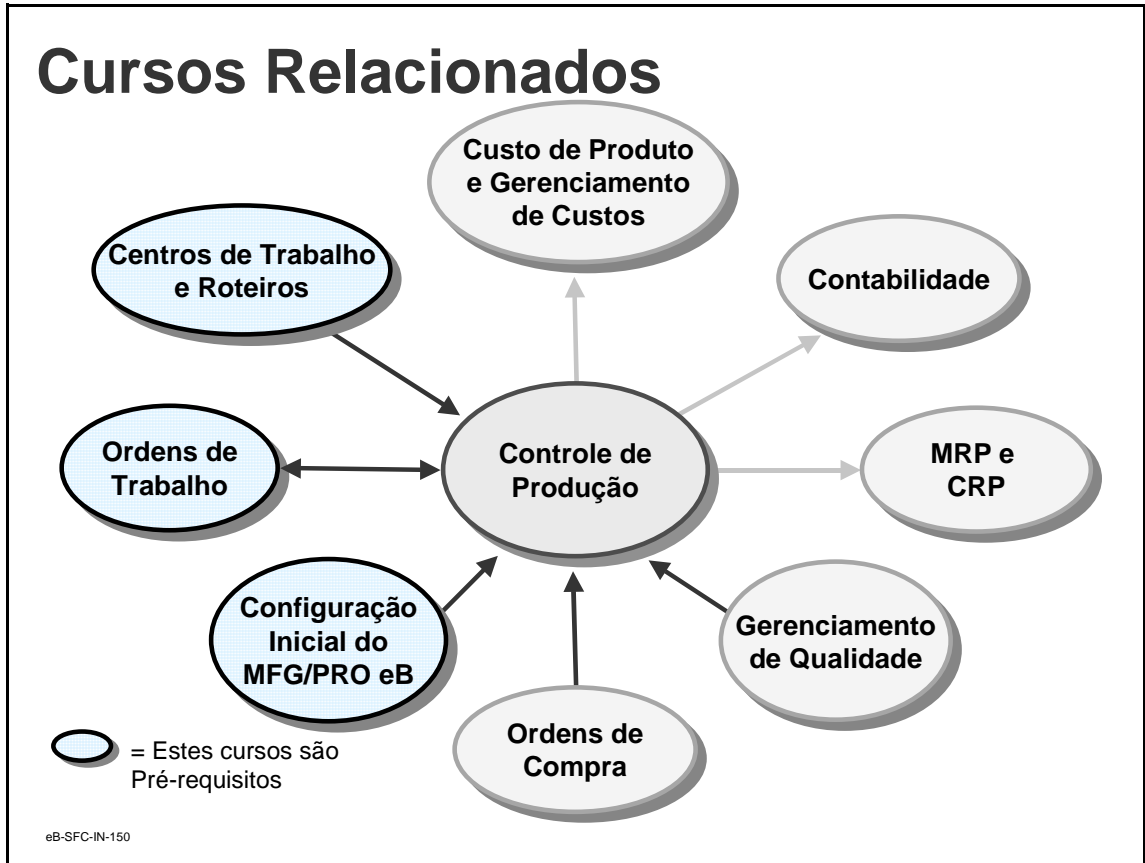 Cursos Relacionados
Custo de Produto
e Gerenciamento
de Custos
Centros de Trabalho
e Roteiros
Contabilidade
Ordens de
Trabalho
Controle de
Produção
MRP e
CRP
Configuração
Inicial do
MFG/PRO eB
Gerenciamento
de Qualidade
Ordens de
Compra
= Estes cursos são
Pré-requisitos
eB-SFC-IN-150